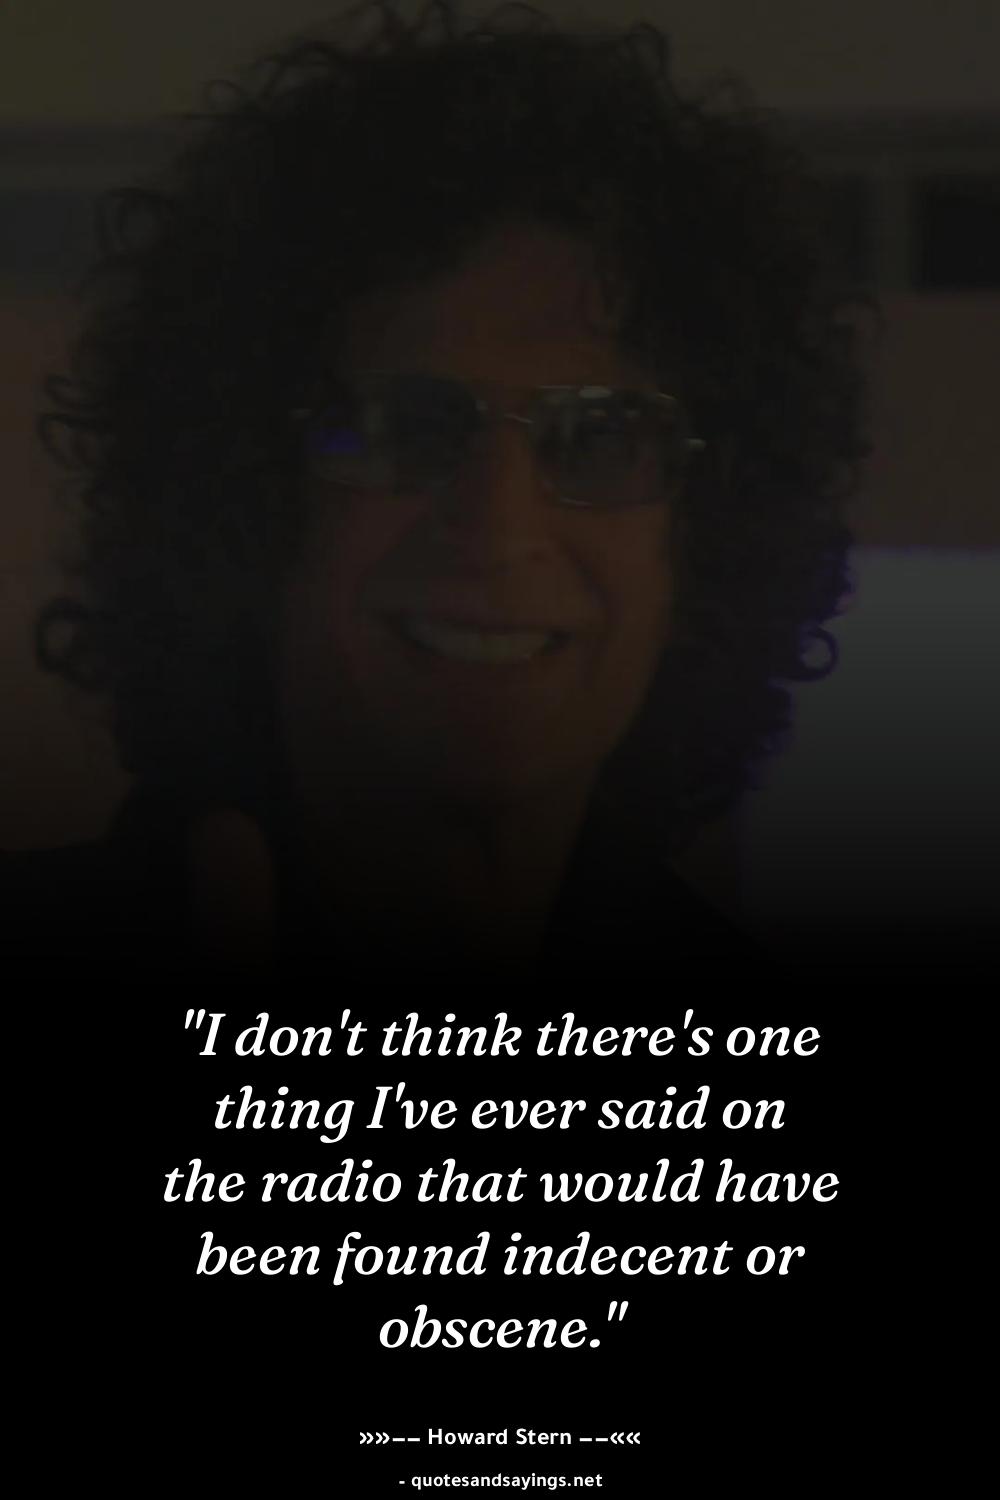 "I don't think there's one
thing I've ever said on
the radio that would have
been found indecent or
obscene."
»»−− Howard Stern −−««
- quotesandsayings.net